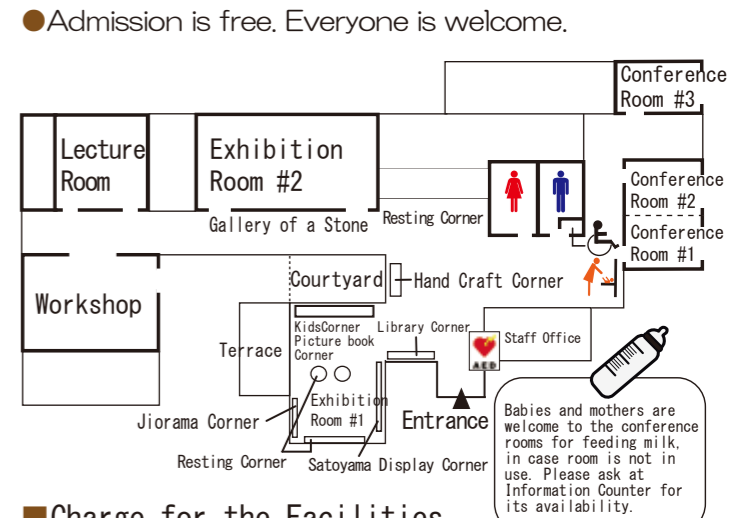 ●Admission is free. Everyone is welcome.
Conference
Room #3
Lecture
Room
Exhibition
Room #2
Conference
Room #2
Conference
Room #1
Gallery of a Stone
Resting Corner
Workshop
Courtyard
Hand Craft Corner
KidsCorner
Picture book
Corner
Library Corner
Staff Office
Terrace
AED
Exhibition
Room #1
Jiorama Corner
Entrance
Resting Corner
Satoyama Display Corner
Babies and mothers are
welcome to the conference
rooms for feeding milk,
in case room is not in
use. Please ask at
Information Counter for
its availability.
■Charge for the Facilities